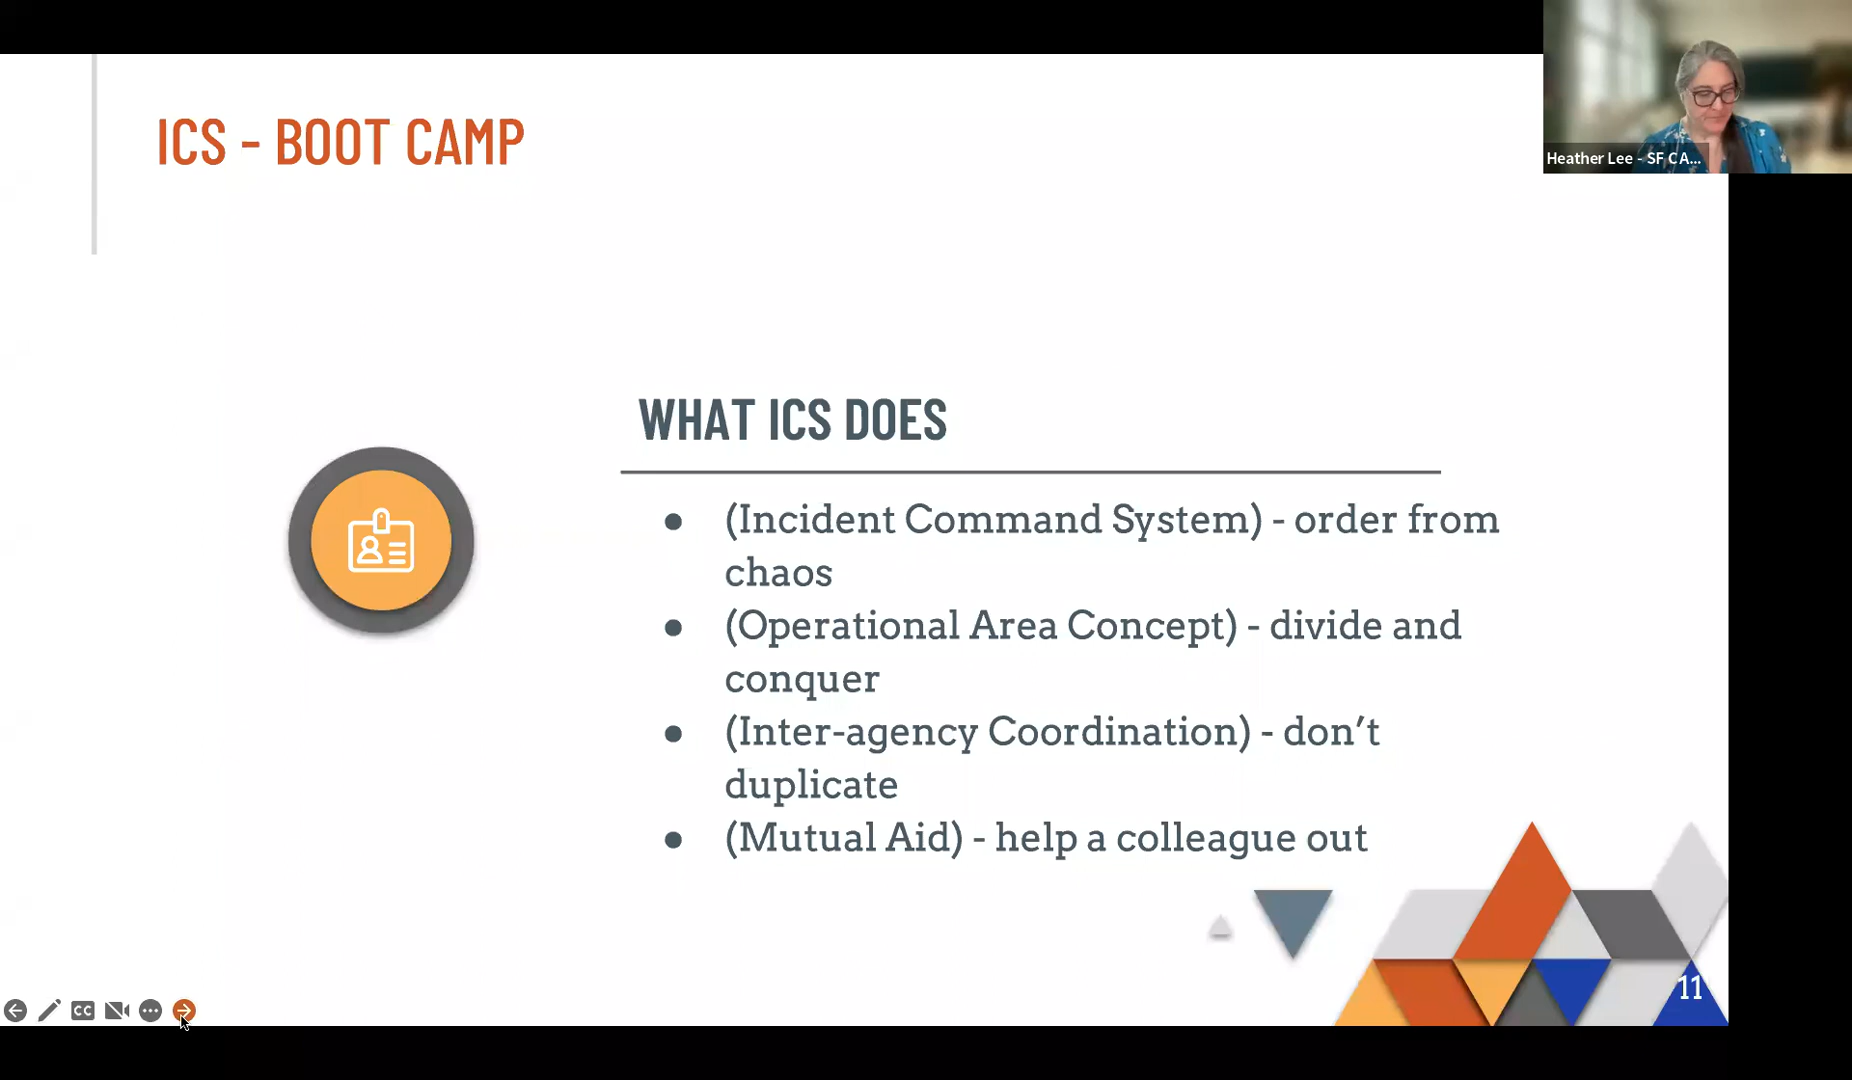 ICS - BOOT CAMP
Heather Lee - SF CA...
WHAT ICS DOES
● (Incident Command System) - order from
chaos
● (Operational Area Concept) - divide and
conquer
● (Inter-agency Coordination) - don’t
duplicate
● (Mutual Aid) - help a colleague out
11
CC